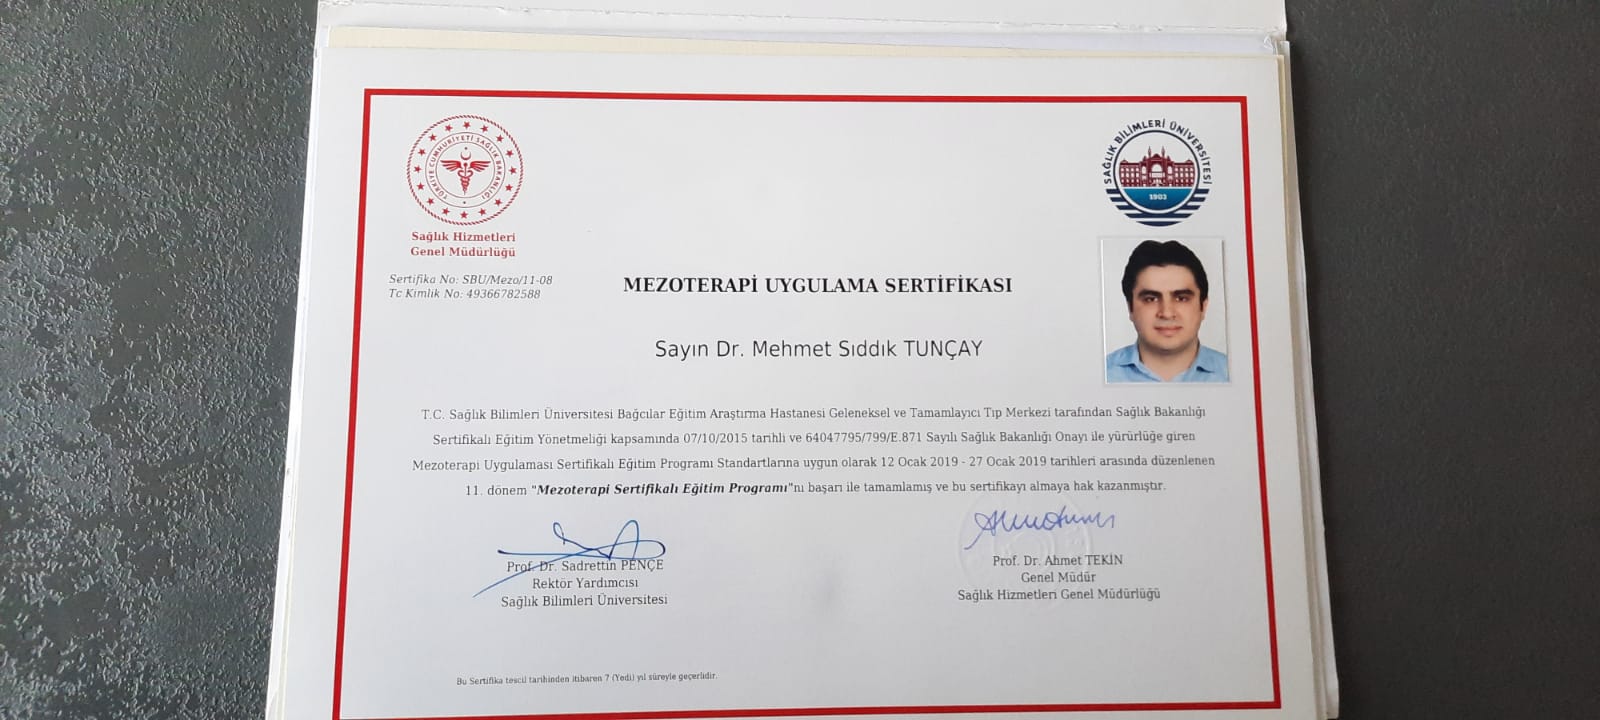 TÜRKİYE CUMHURİYETİ SAĞLIK BAKANLIĞI
SAĞLIK BİLİMLERİ ÜNİVERSİTESİ
1903
Sağlık Hizmetleri
Genel Müdürlüğü
Sertifika No: SBU/Mezo/11-08
Tc Kimlik No: 49366782588
MEZOTERAPİ UYGULAMA SERTİFİKASI
Sayın Dr. Mehmet Sıddık TUNÇAY
T.C. Sağlık Bilimleri Üniversitesi Bağcılar Eğitim Araştırma Hastanesi Geleneksel ve Tamamlayıcı Tıp Merkezi tarafından Sağlık Bakanlığı
Sertifikalı Eğitim Yönetmeliği kapsamında 07/10/2015 tarihli ve 64047795/799/E.871 Sayılı Sağlık Bakanlığı Onayı ile yürürlüğe giren
Mezoterapi Uygulaması Sertifikalı Eğitim Programı Standartlarına uygun olarak 12 Ocak 2019 - 27 Ocak 2019 tarihleri arasında düzenlenen
11. dönem "Mezoterapi Sertifikalı Eğitim Programı"nı başarı ile tamamlamış ve bu sertifikayı almaya hak kazanmıştır.
Prof. Dr. Sadrettin PENÇE
Rektör Yardımcısı
Sağlık Bilimleri Üniversitesi
Prof. Dr. Ahmet TEKİN
Genel Müdür
Sağlık Hizmetleri Genel Müdürlüğü
Bu Sertifika tescil tarihinden itibaren 7 (Yedi) yıl süreyle geçerlidir.